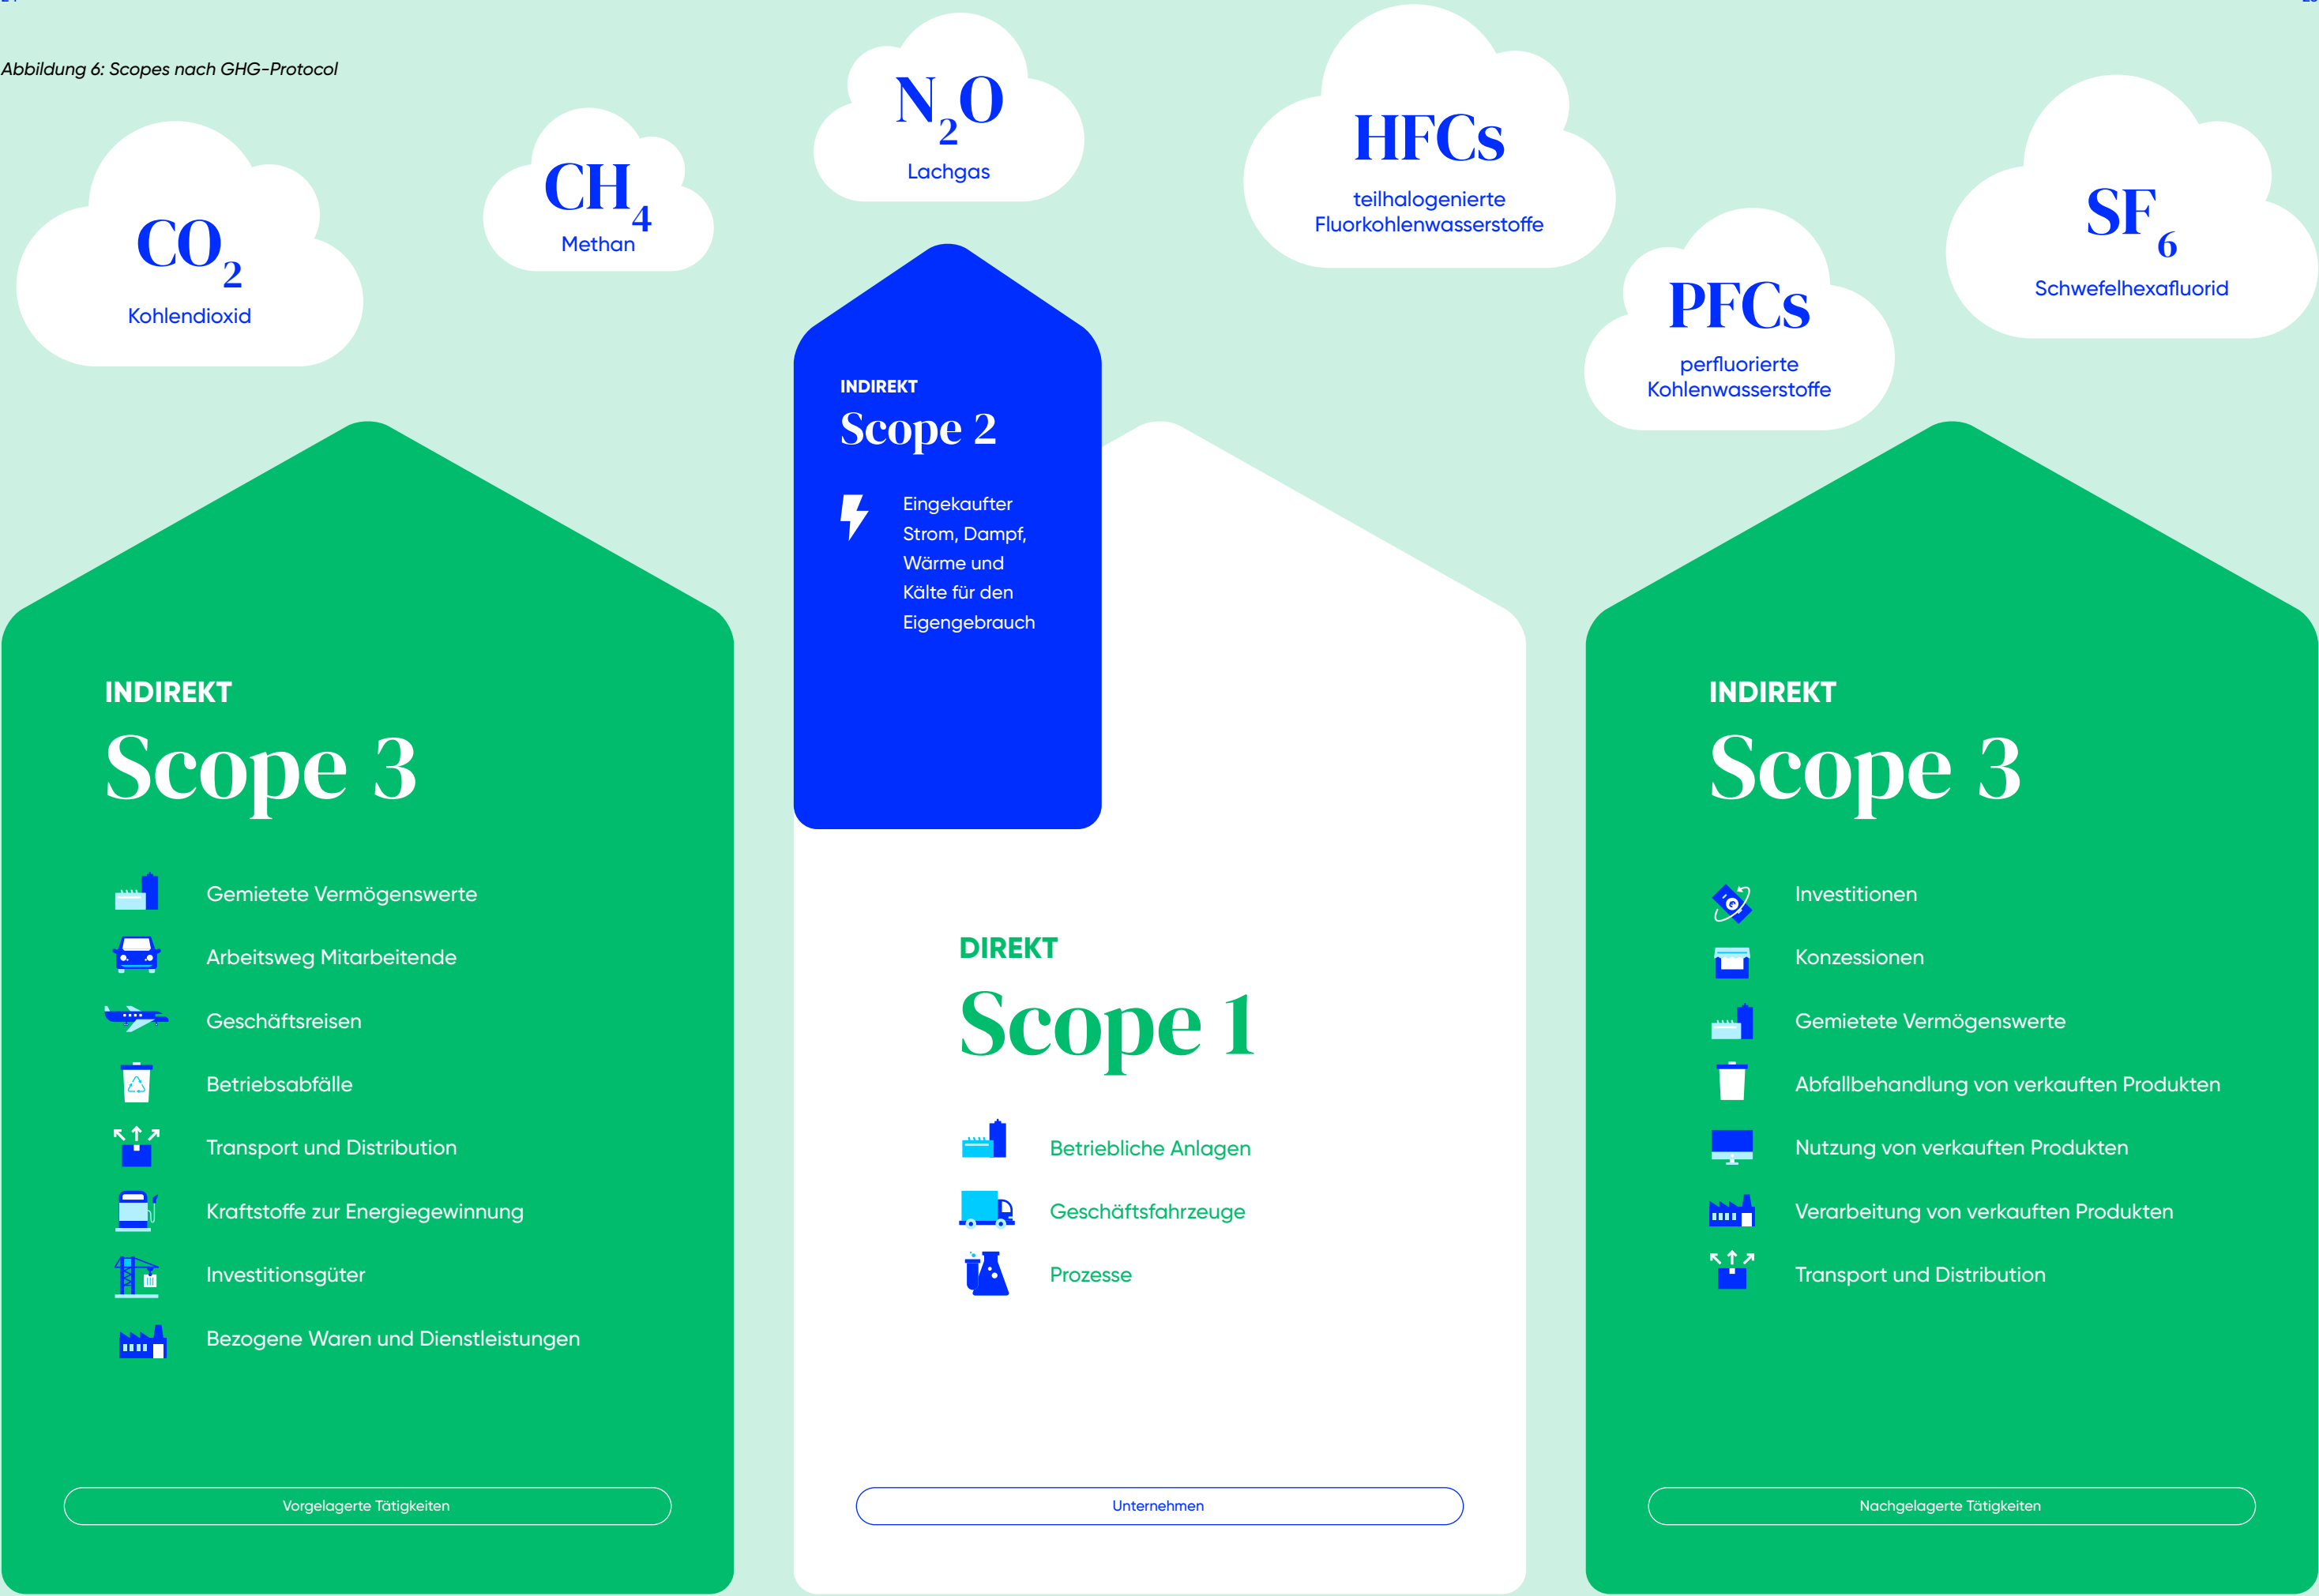 Abbildung 6: Scopes nach GHG-Protocol
CO₂
Kohlendioxid
CH₄
Methan
N₂O
Lachgas
HFCs
teilhalogenierte
Fluorkohlenwasserstoffe
PFCs
perfluorierte
Kohlenwasserstoffe
SF₆
Schwefelhexafluorid
INDIREKT
Scope 3
Gemietete Vermögenswerte
Arbeitsweg Mitarbeitende
Geschäftsreisen
Betriebsabfälle
Transport und Distribution
Kraftstoffe zur Energiegewinnung
Investitionsgüter
Bezogene Waren und Dienstleistungen
Vorgelagerte Tätigkeiten
INDIREKT
Scope 2
Eingekaufter
Strom, Dampf,
Wärme und
Kälte für den
Eigengebrauch
DIREKT
Scope 1
Betriebliche Anlagen
Geschäftsfahrzeuge
Prozesse
Unternehmen
INDIREKT
Scope 3
Investitionen
Konzessionen
Gemietete Vermögenswerte
Abfallbehandlung von verkauften Produkten
Nutzung von verkauften Produkten
Verarbeitung von verkauften Produkten
Transport und Distribution
Nachgelagerte Tätigkeiten